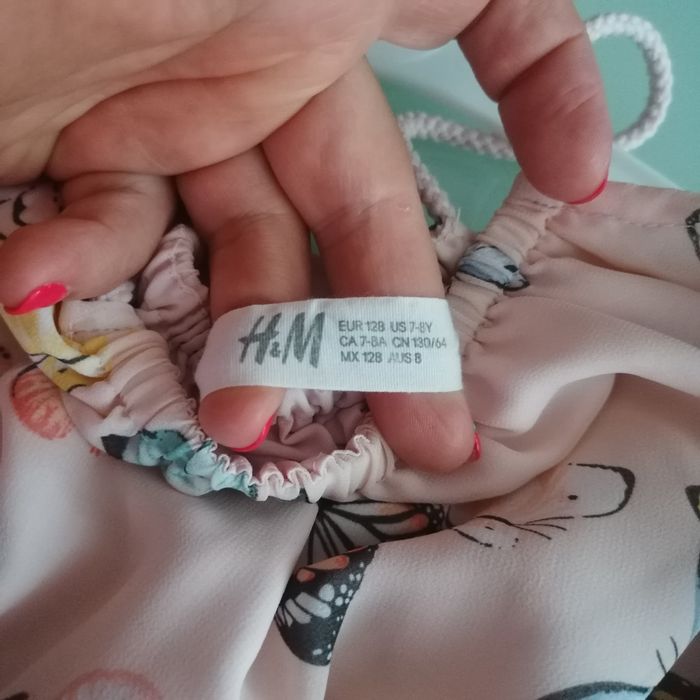 H&M
EUR 128 US 7-8Y
CA 7-8A CN 130/64
MX 128 AUS 8